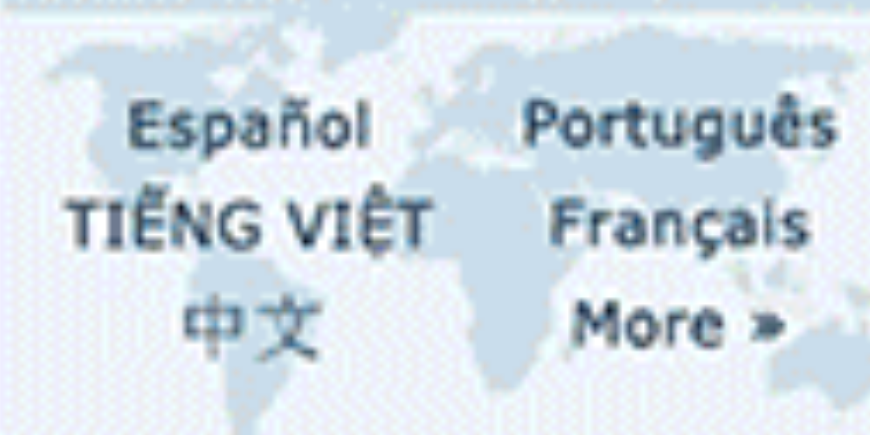 Español Português
TIẾNG VIỆT Français
中文 More »